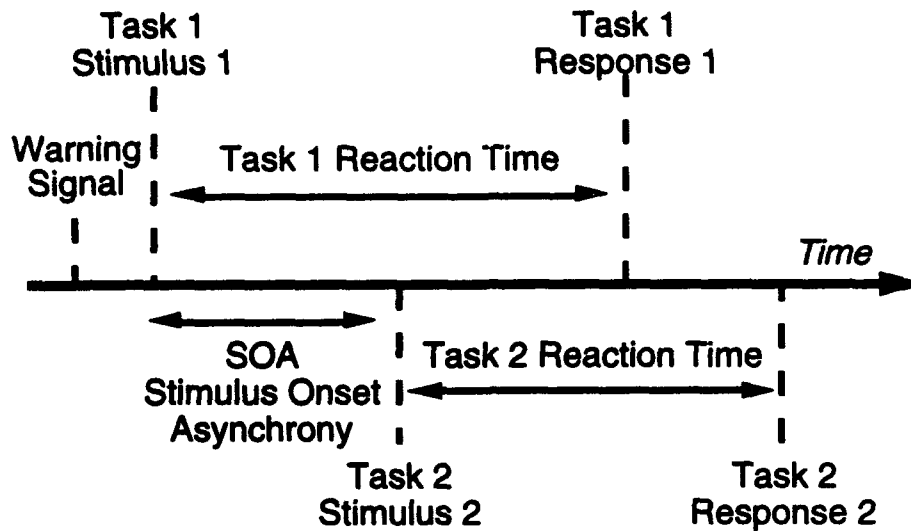 Task 1
Stimulus 1
Task 1
Response 1
Warning
Signal
Task 1 Reaction Time
Time
SOA
Stimulus Onset
Asynchrony
Task 2 Reaction Time
Task 2
Stimulus 2
Task 2
Response 2